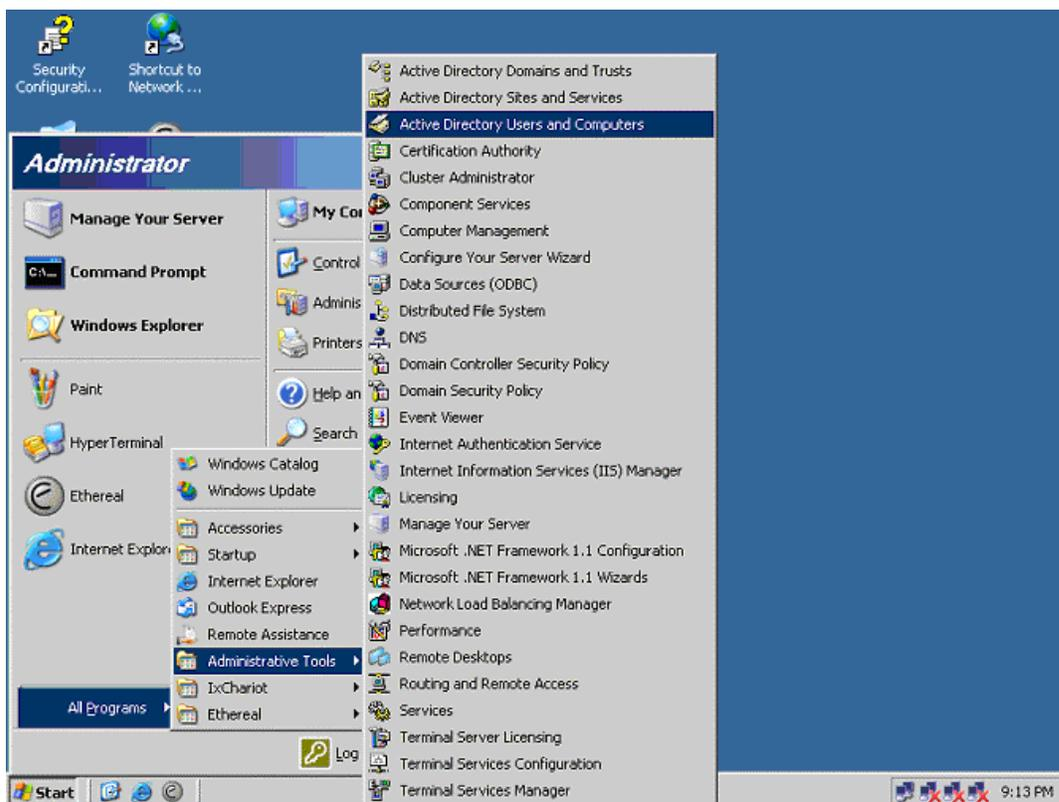 Security
Configurati...
Shortcut to
Network ...
Administrator
Manage Your Server
Command Prompt
Windows Explorer
Paint
HyperTerminal
Ethereal
Internet Explor
All Programs
My Co
Control
Adminis
Printers
Help an
Search
Log
Windows Catalog
Windows Update
Accessories
Startup
Internet Explorer
Outlook Express
Remote Assistance
Administrative Tools
IxChariot
Ethereal
Active Directory Domains and Trusts
Active Directory Sites and Services
Active Directory Users and Computers
Certification Authority
Cluster Administrator
Component Services
Computer Management
Configure Your Server Wizard
Data Sources (ODBC)
Distributed File System
DNS
Domain Controller Security Policy
Domain Security Policy
Event Viewer
Internet Authentication Service
Internet Information Services (IIS) Manager
Licensing
Manage Your Server
Microsoft .NET Framework 1.1 Configuration
Microsoft .NET Framework 1.1 Wizards
Network Load Balancing Manager
Performance
Remote Desktops
Routing and Remote Access
Services
Terminal Server Licensing
Terminal Services Configuration
Terminal Services Manager
Start
9:13 PM